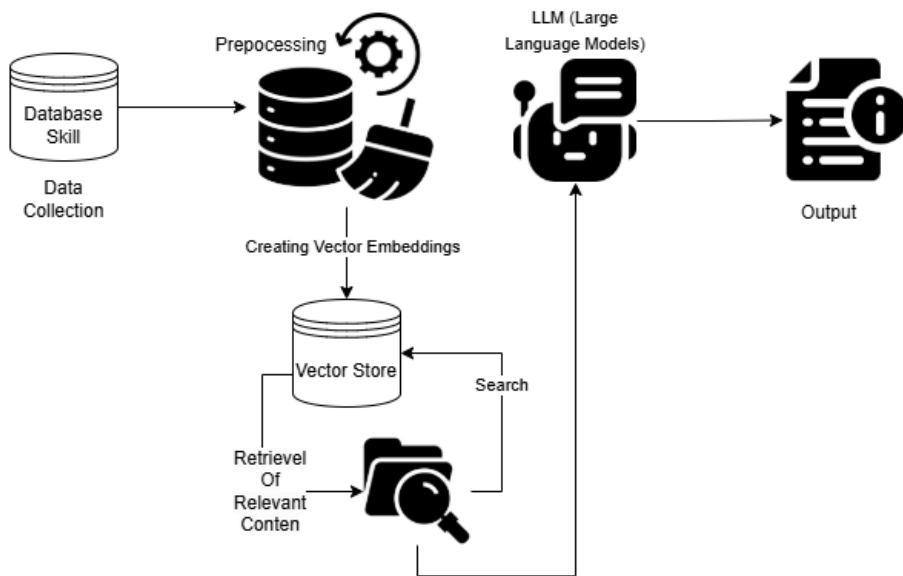 Prepocessing
LLM (Large
Language Models)
Database
Skill
Data
Collection
Output
Creating Vector Embeddings
Vector Store
Search
Retrievel
Of
Relevant
Conten